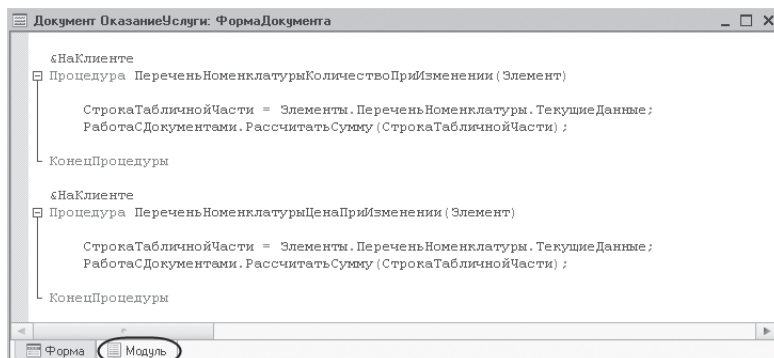 Документ ОказаниеУслуги: ФормаДокумента
&НаКлиенте
Процедура ПереченьНоменклатурыКоличествоПриИзменении(Элемент)
СтрокаТабличнойЧасти = Элементы.ПереченьНоменклатуры.ТекущиеДанные;
РаботаСДокументами.РассчитатьСумму(СтрокаТабличнойЧасти);
КонецПроцедуры
&НаКлиенте
Процедура ПереченьНоменклатурыЦенаПриИзменении(Элемент)
СтрокаТабличнойЧасти = Элементы.ПереченьНоменклатуры.ТекущиеДанные;
РаботаСДокументами.РассчитатьСумму(СтрокаТабличнойЧасти);
КонецПроцедуры
Форма Модуль